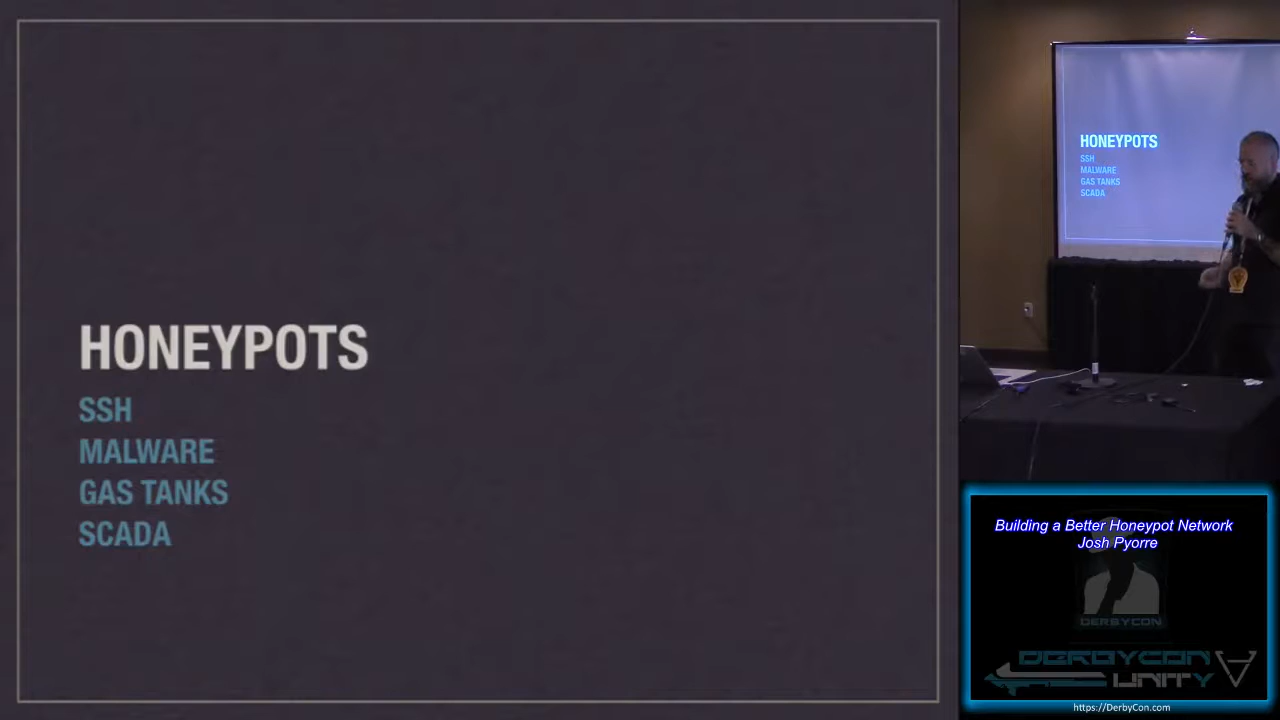 HONEYPOTS
SSH
MALWARE
GAS TANKS
SCADA
HONEYPOTS
SSH
MALWARE
GAS TANKS
SCADA
Building a Better Honeypot Network
Josh Pyorre
DERBYCON
DERBYCON
UNITY
https://DerbyCon.com